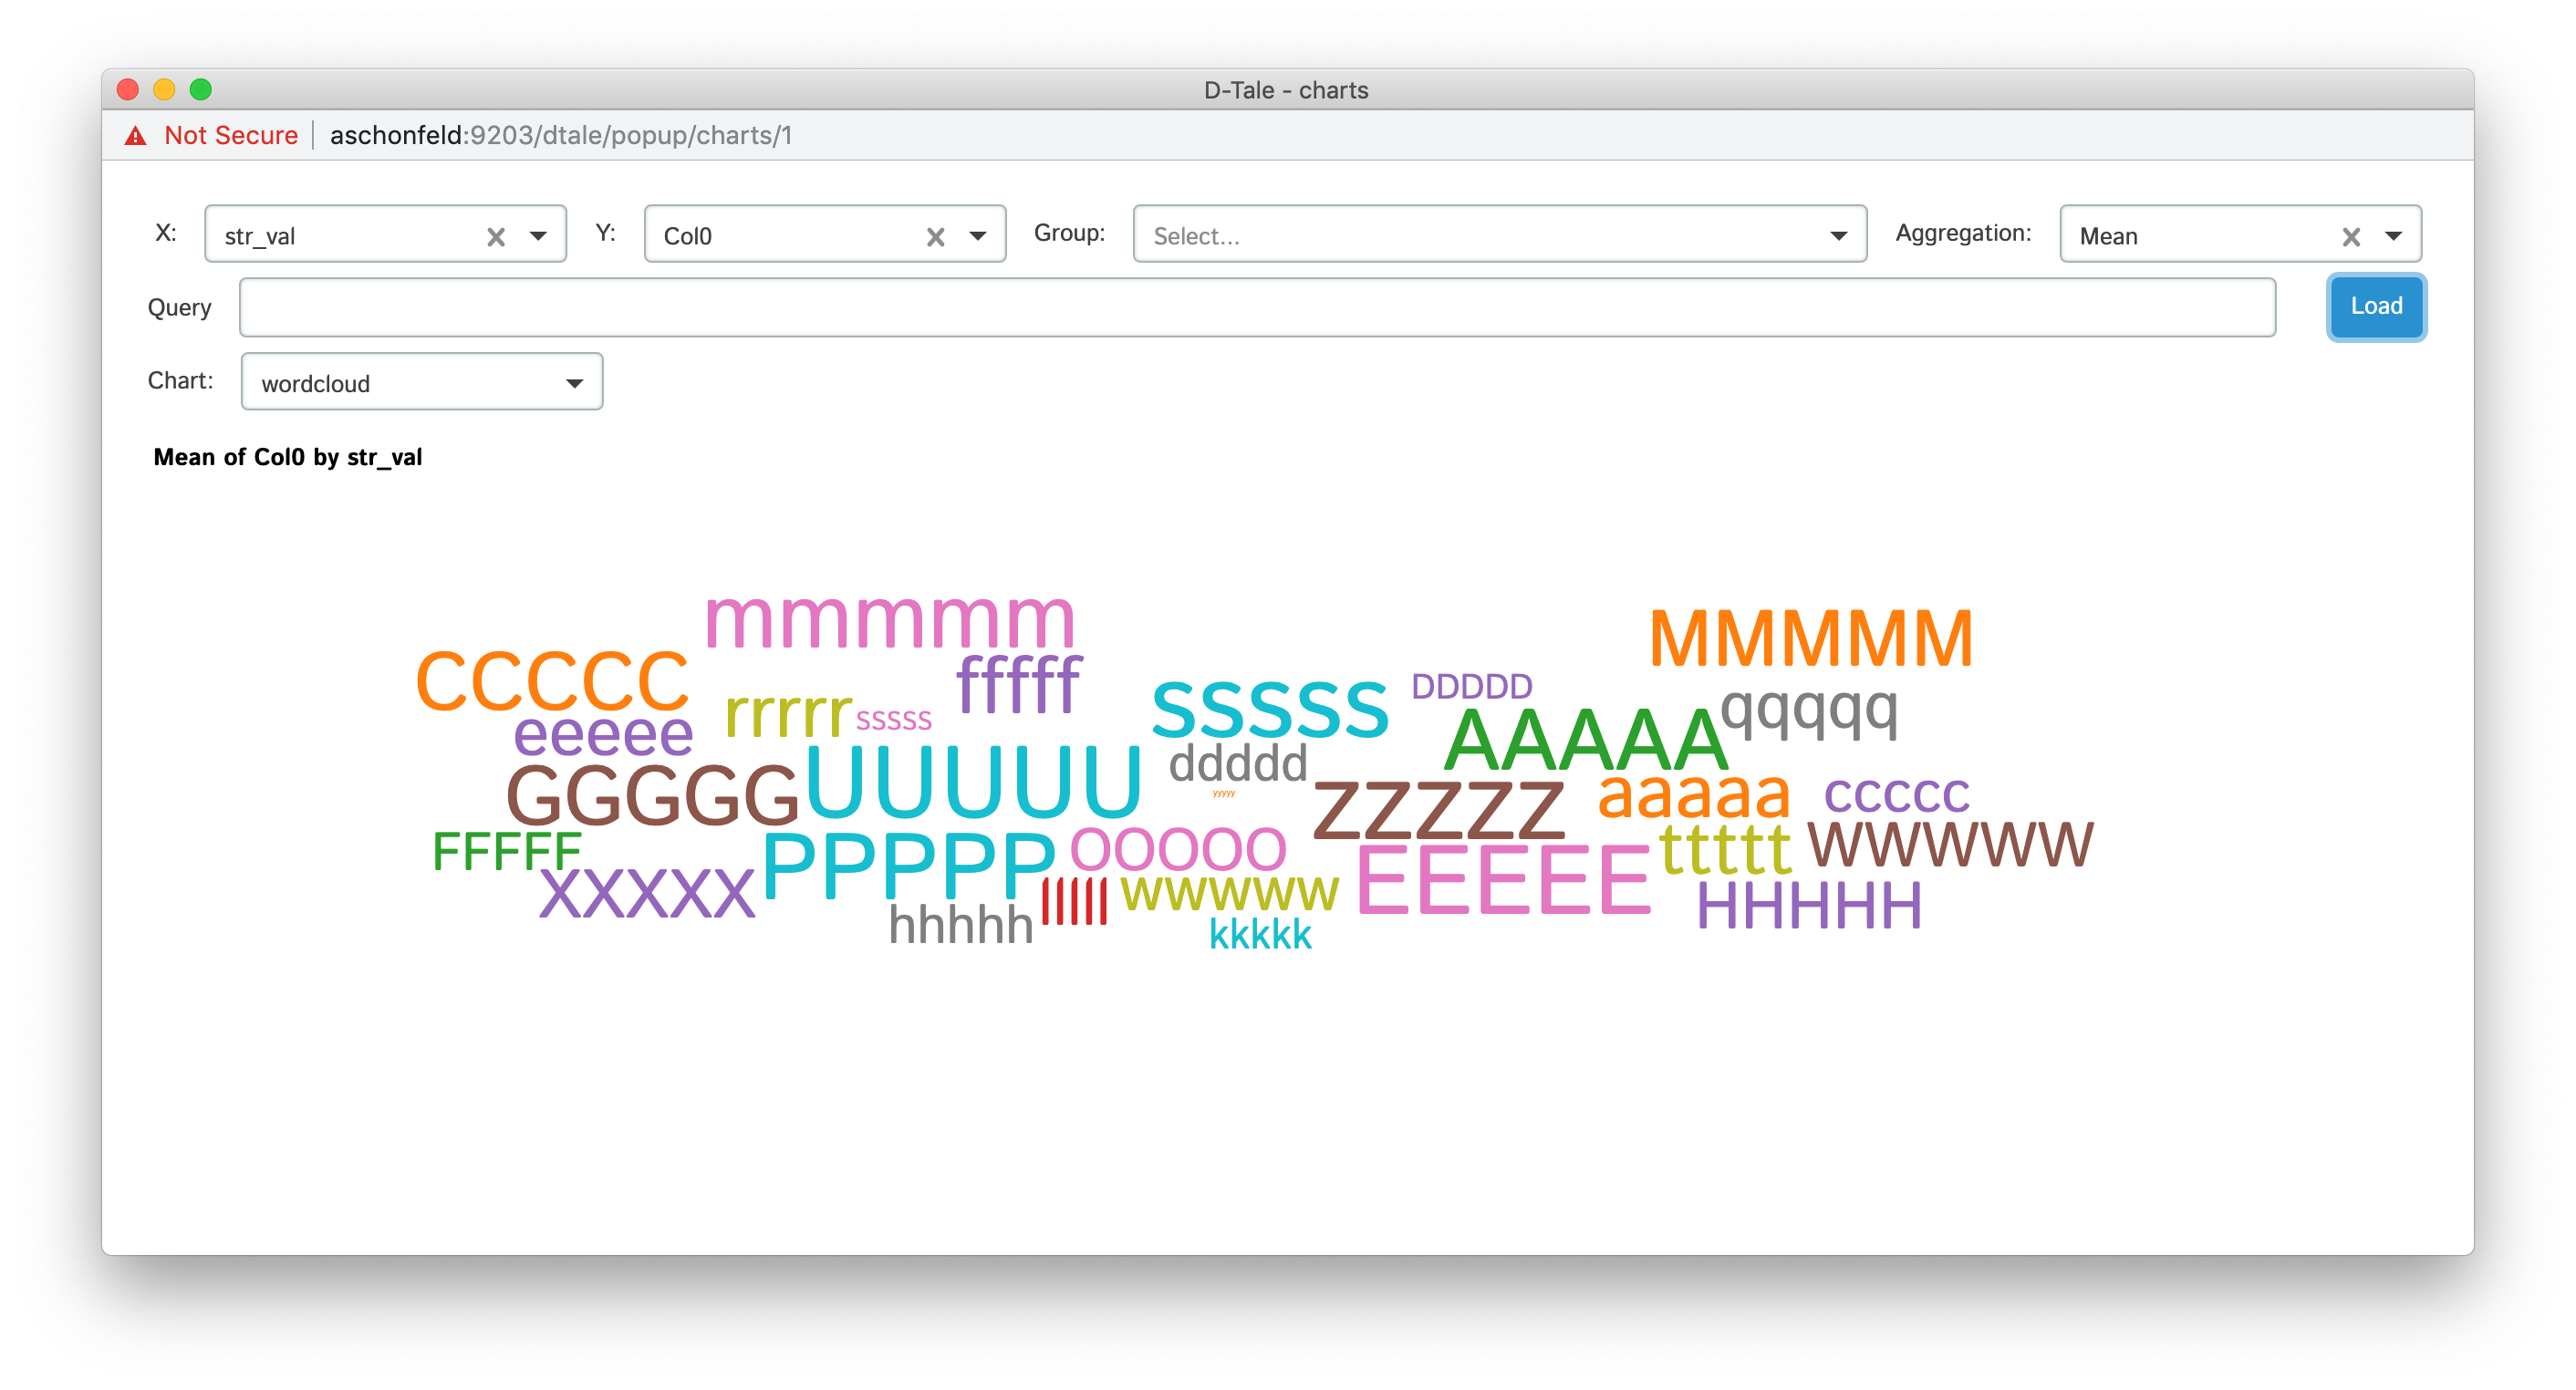 D-Tale - charts
Not Secure | aschonfeld:9203/dtale/popup/charts/1
X: str_val Y: Col0 Group: Select... Aggregation: Mean
Query Load
Chart: wordcloud
Mean of Col0 by str_val
mmmmm
MMMMM
CCCCC
fffff
rrrrr
sssss
SSSSS
DDDDD
qqqqq
eeeee
AAAAA
GGGGG
UUUUU
ddddd
yyyyy
ZZZZZ
aaaaa
ccccc
FFFFF
XXXXX
PPPPP
OOOOO
EEEEE
ttttt
WWWWW
lllll
wwwww
HHHHH
hhhhh
kkkkk